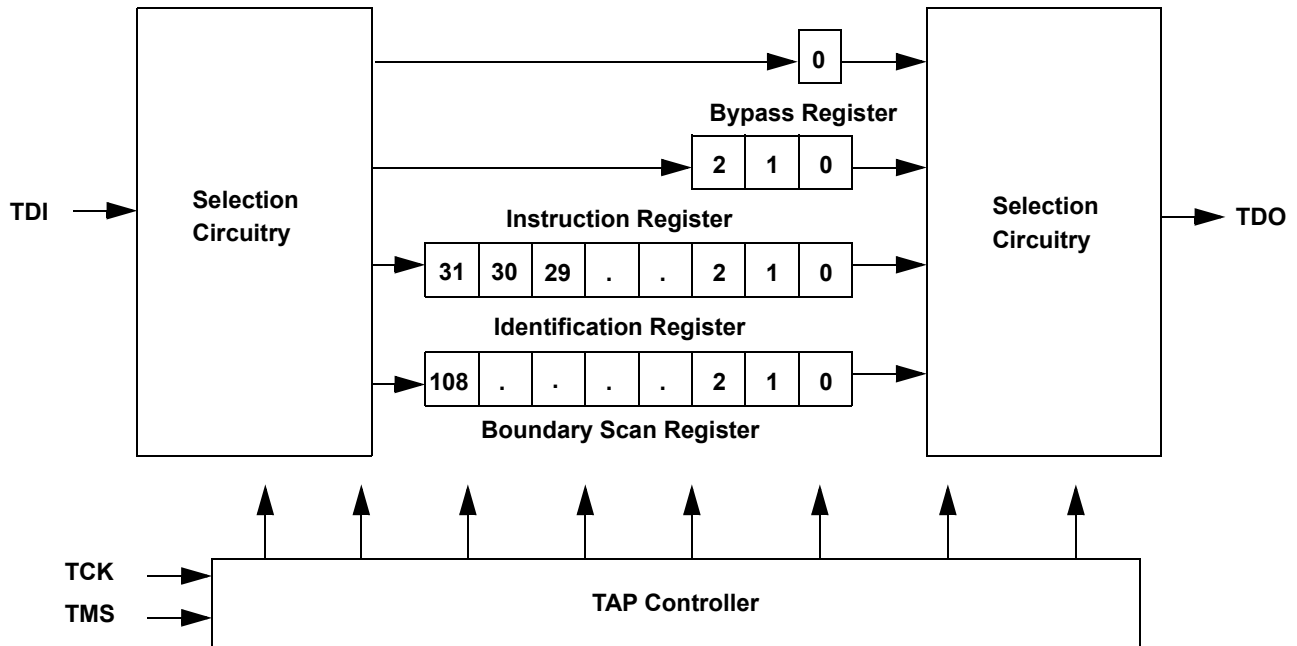 0
Bypass Register
2 1 0
TDI
Selection
Circuitry
Selection
Circuitry
TDO
Instruction Register
31 30 29 . . 2 1 0
Identification Register
108 . . . . 2 1 0
Boundary Scan Register
TCK
TMS
TAP Controller